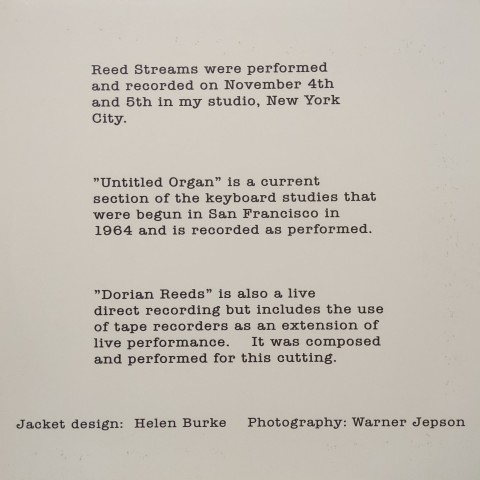 Reed Streams were performed
and recorded on November 4th
and 5th in my studio, New York
City.
"Untitled Organ" is a current
section of the keyboard studies that
were begun in San Francisco in
1964 and is recorded as performed.
"Dorian Reeds" is also a live
direct recording but includes the use
of tape recorders as an extension of
live performance. It was composed
and performed for this cutting.
Jacket design: Helen Burke Photography: Warner Jepson